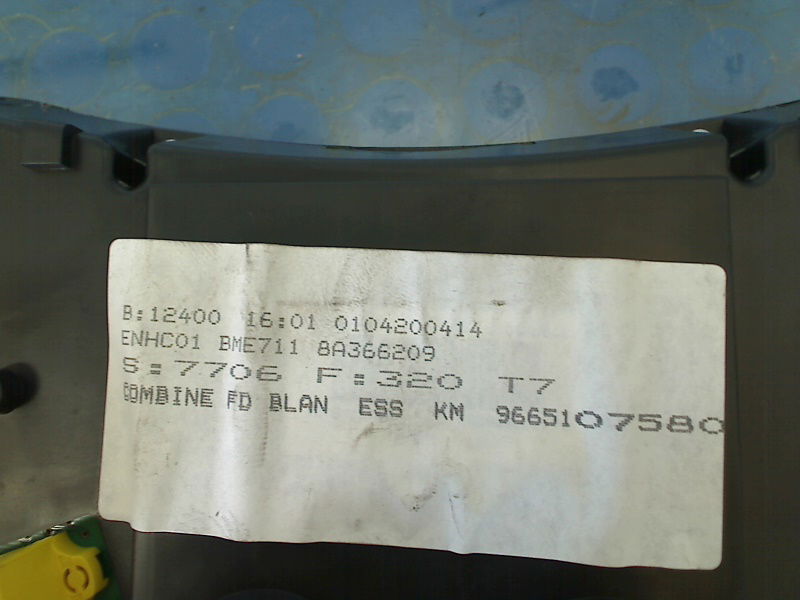 B:12400 16:01 0104200414
ENHC01 BME711 8A366209
S:7706 F:320 T7
COMBINE FD BLAN ESS KM 9665107580